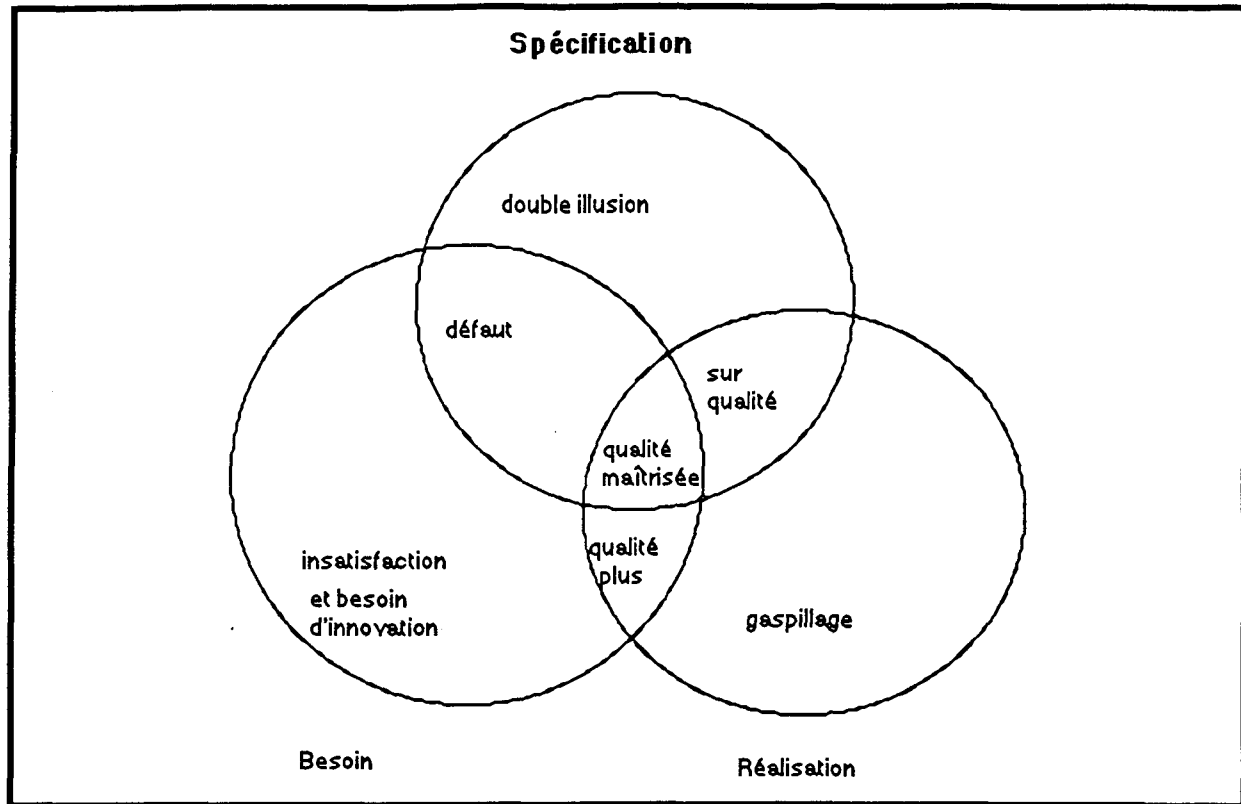 Spécification
double illusion
défaut
sur
qualité
qualité
maîtrisée
qualité
plus
insatisfaction
et besoin
d'innovation
gaspillage
Besoin
Réalisation